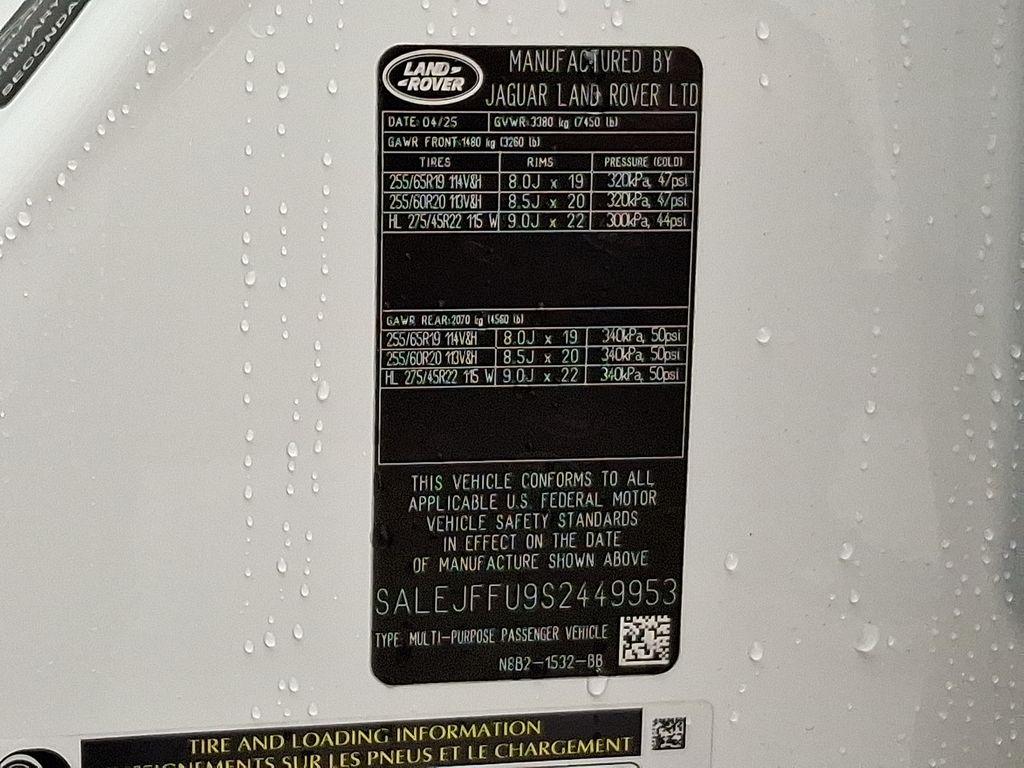 PRIMARY
SECONDA
LAND-
-ROVER
MANUFACTURED BY
JAGUAR LAND ROVER LTD
DATE: 04/25 GVWR: 3380 kg (7450 lb)
GAWR FRONT: 1480 kg (3260 lb)
TIRES RIMS PRESSURE (COLD)
255/65R19 114V&H 8.0J x 19 320kPa, 47psi
255/60R20 113V&H 8.5J x 20 320kPa, 47psi
HL 275/45R22 115 W 9.0J x 22 300kPa, 44psi
GAWR REAR: 2070 kg (4560 lb)
255/65R19 114V&H 8.0J x 19 340kPa, 50psi
255/60R20 113V&H 8.5J x 20 340kPa, 50psi
HL 275/45R22 115 W 9.0J x 22 340kPa, 50psi
THIS VEHICLE CONFORMS TO ALL
APPLICABLE U.S. FEDERAL MOTOR
VEHICLE SAFETY STANDARDS
IN EFFECT ON THE DATE
OF MANUFACTURE SHOWN ABOVE
SALEJFFU9S2449953
TYPE: MULTI-PURPOSE PASSENGER VEHICLE
N8B2-1532-BB
TIRE AND LOADING INFORMATION
SEIGNEMENTS SUR LES PNEUS ET LE CHARGEMENT